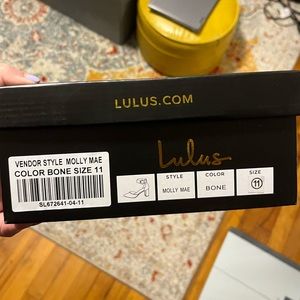 LULUS.COM
VENDOR STYLE MOLLY MAE
COLOR BONE SIZE 11
SL672641-04-11
Lulus
STYLE
MOLLY MAE
COLOR
BONE
SIZE
11